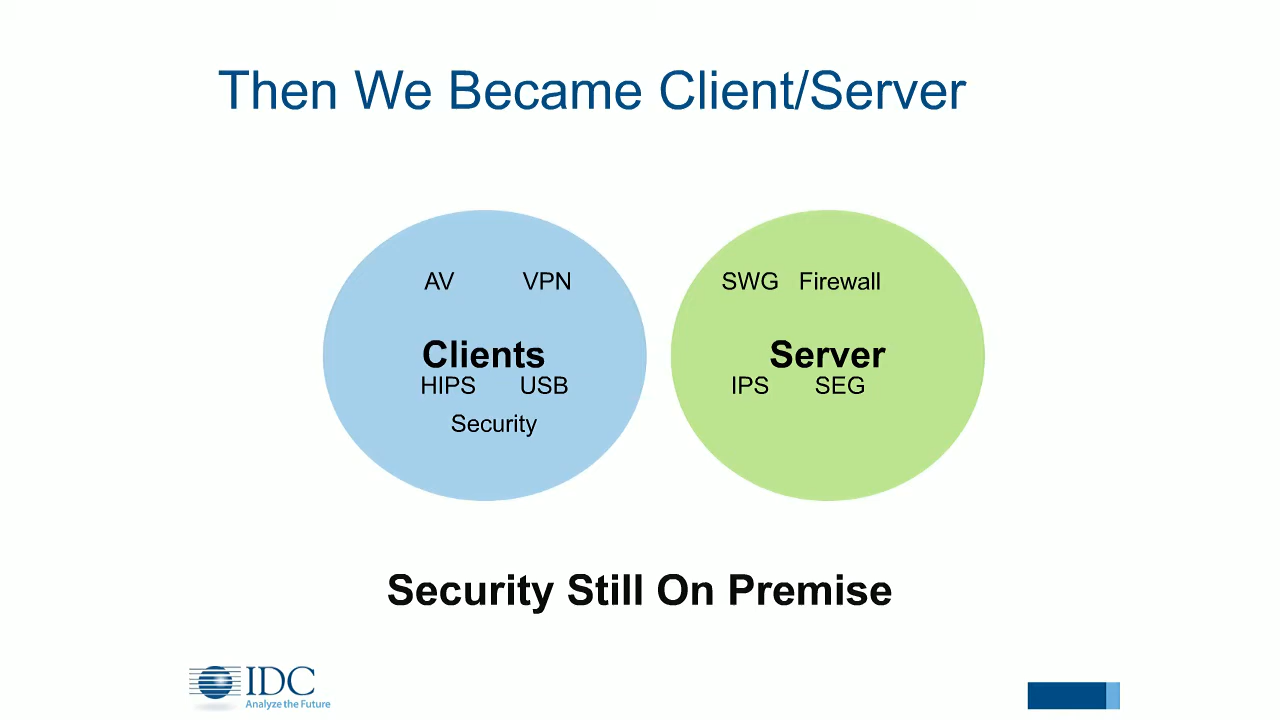 Then We Became Client/Server
AV VPN
Clients
HIPS USB
Security
SWG Firewall
Server
IPS SEG
Security Still On Premise
IDC
Analyze the Future